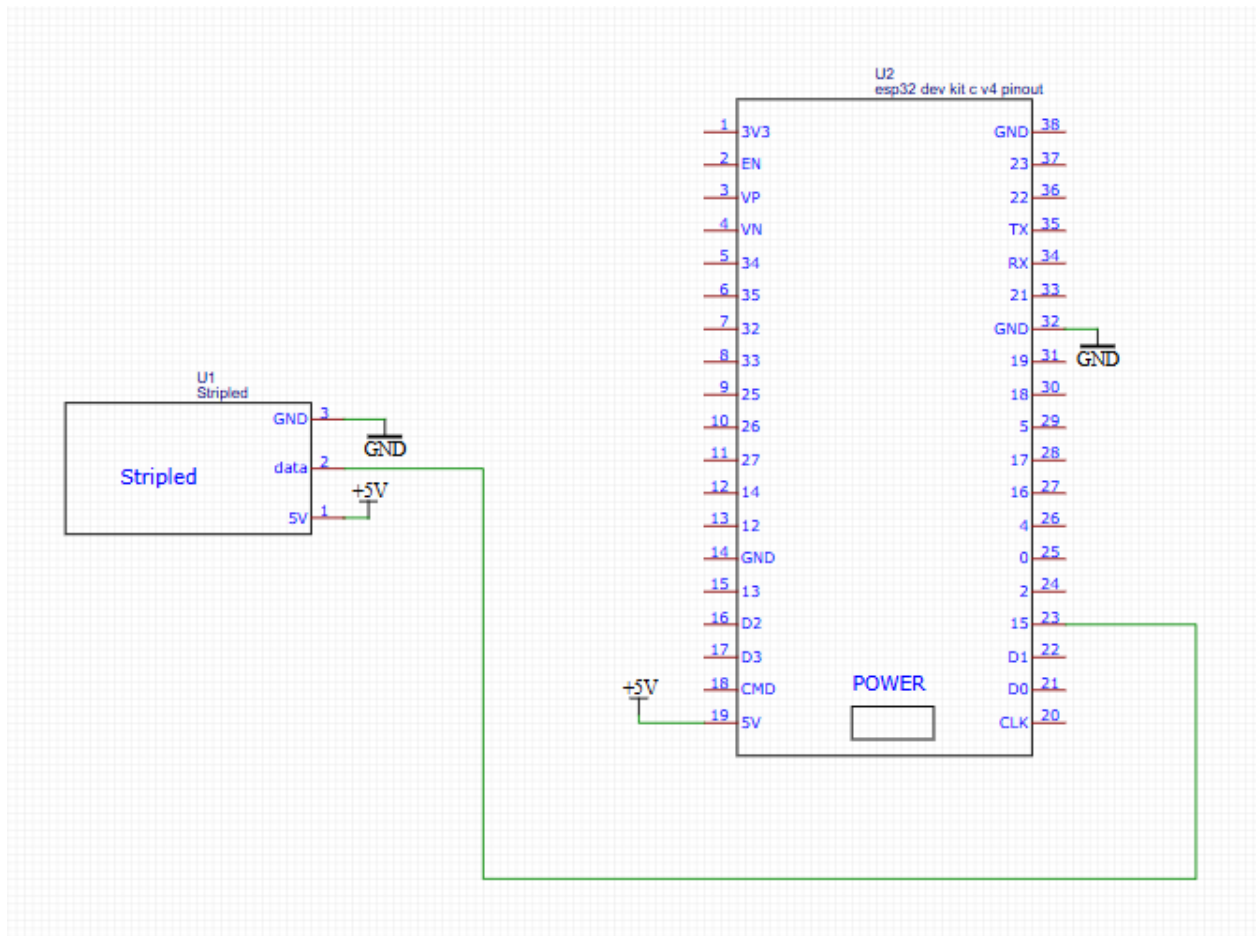 U2
esp32 dev kit c v4 pinout
1 3V3 GND 38
2 EN 23 37
3 VP 22 36
4 VN TX 35
5 34 RX 34
6 35 21 33
7 32 GND 32
8 33 19 31
GND
9 25 18 30
10 26 5 29
11 27 17 28
12 14 16 27
13 12 4 26
14 GND 0 25
15 13 2 24
16 D2 15 23
17 D3 D1 22
18 CMD D0 21
19 5V CLK 20
POWER
+5V
U1
Stripled
GND 3
GND
data 2
Stripled
+5V
5V 1